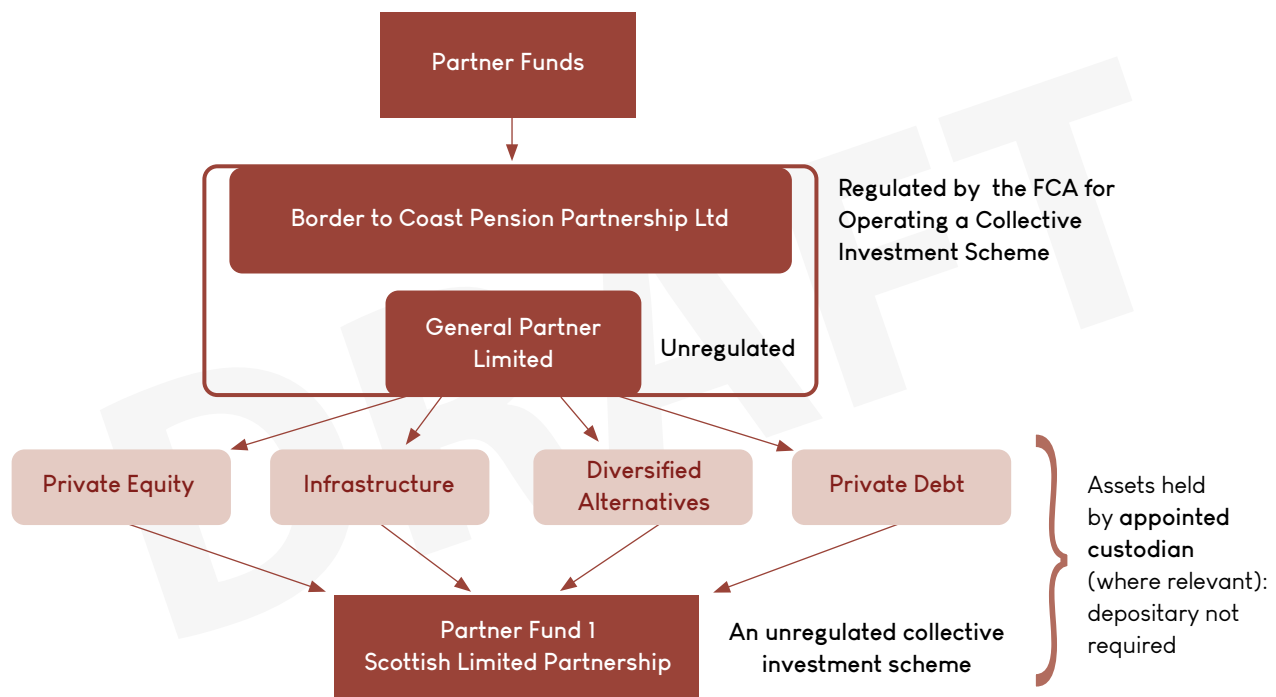 Partner Funds
Border to Coast Pension Partnership Ltd
Regulated by the FCA for
Operating a Collective
Investment Scheme
General Partner
Limited
Unregulated
DRAFT
Private Equity
Infrastructure
Diversified
Alternatives
Private Debt
Assets held
by appointed
custodian
(where relevant):
depositary not
required
Partner Fund 1
Scottish Limited Partnership
An unregulated collective
investment scheme